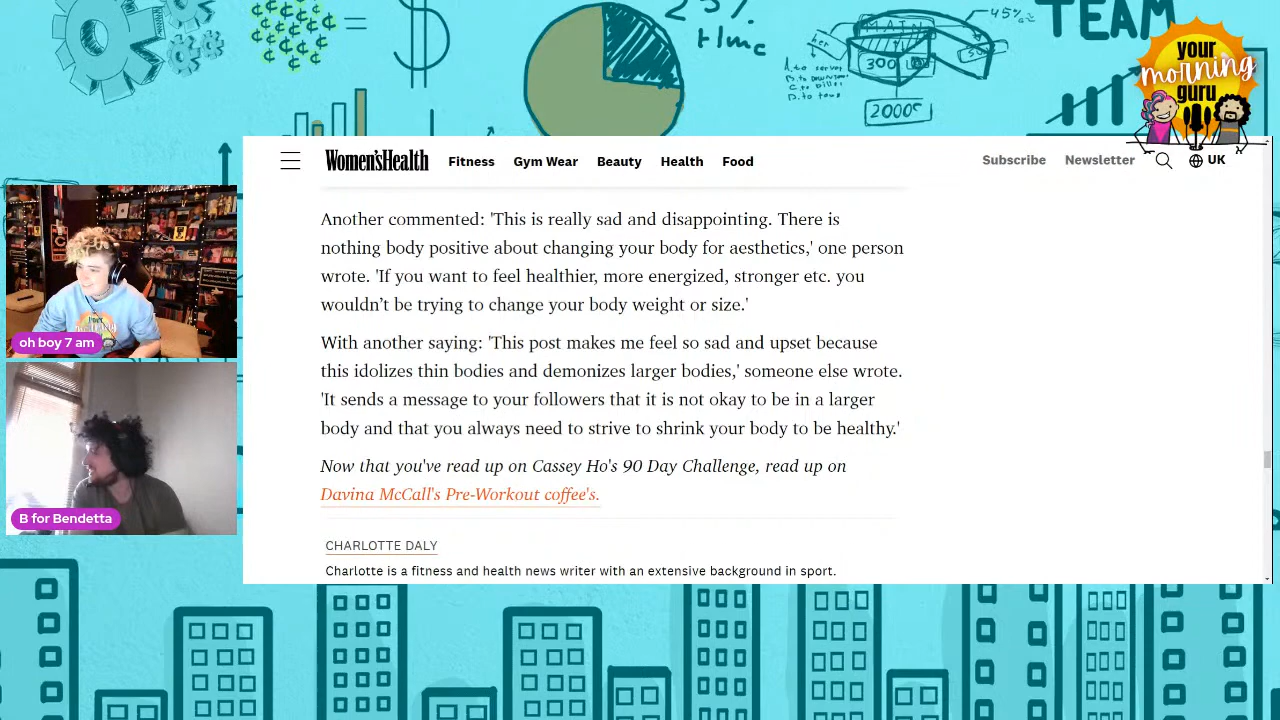 25%
time
45%
TEAM
MATH
300
2000
your
morning
guru
Women'sHealth
Fitness
Gym Wear
Beauty
Health
Food
Subscribe
Newsletter
UK
Another commented: 'This is really sad and disappointing. There is
nothing body positive about changing your body for aesthetics,' one person
wrote. 'If you want to feel healthier, more energized, stronger etc. you
wouldn't be trying to change your body weight or size.'
With another saying: 'This post makes me feel so sad and upset because
this idolizes thin bodies and demonizes larger bodies,' someone else wrote.
'It sends a message to your followers that it is not okay to be in a larger
body and that you always need to strive to shrink your body to be healthy.'
Now that you've read up on Cassey Ho's 90 Day Challenge, read up on
Davina McCall's Pre-Workout coffee's.
CHARLOTTE DALY
Charlotte is a fitness and health news writer with an extensive background in sport.
oh boy 7 am
B for Bendetta